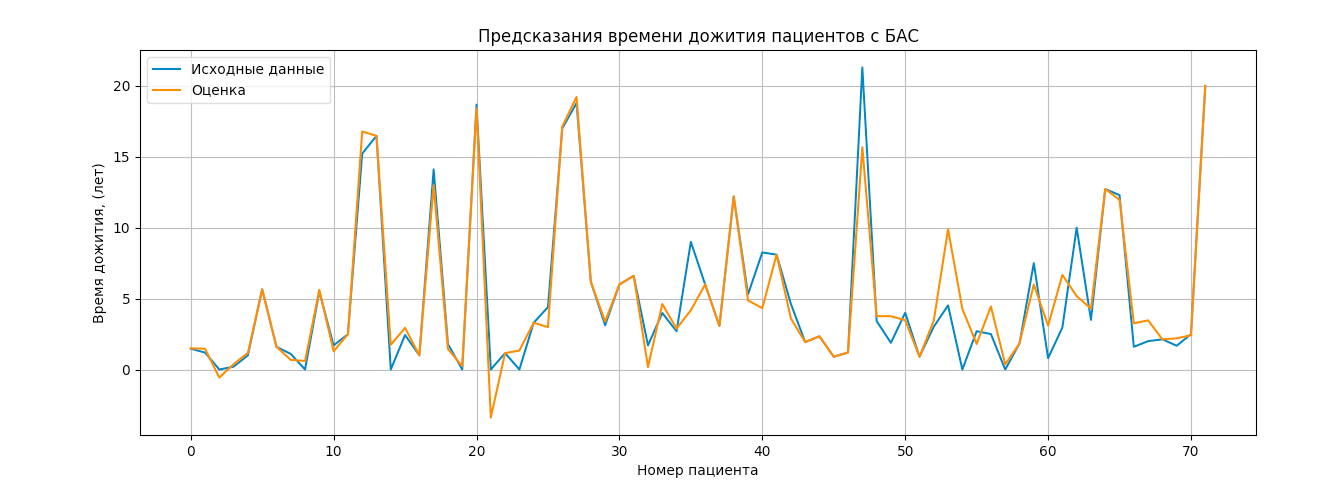 Предсказания времени дожития пациентов с БАС
Исходные данные
Оценка
Время дожития, (лет)
20
15
10
5
0
0 10 20 30 40 50 60 70
Номер пациента